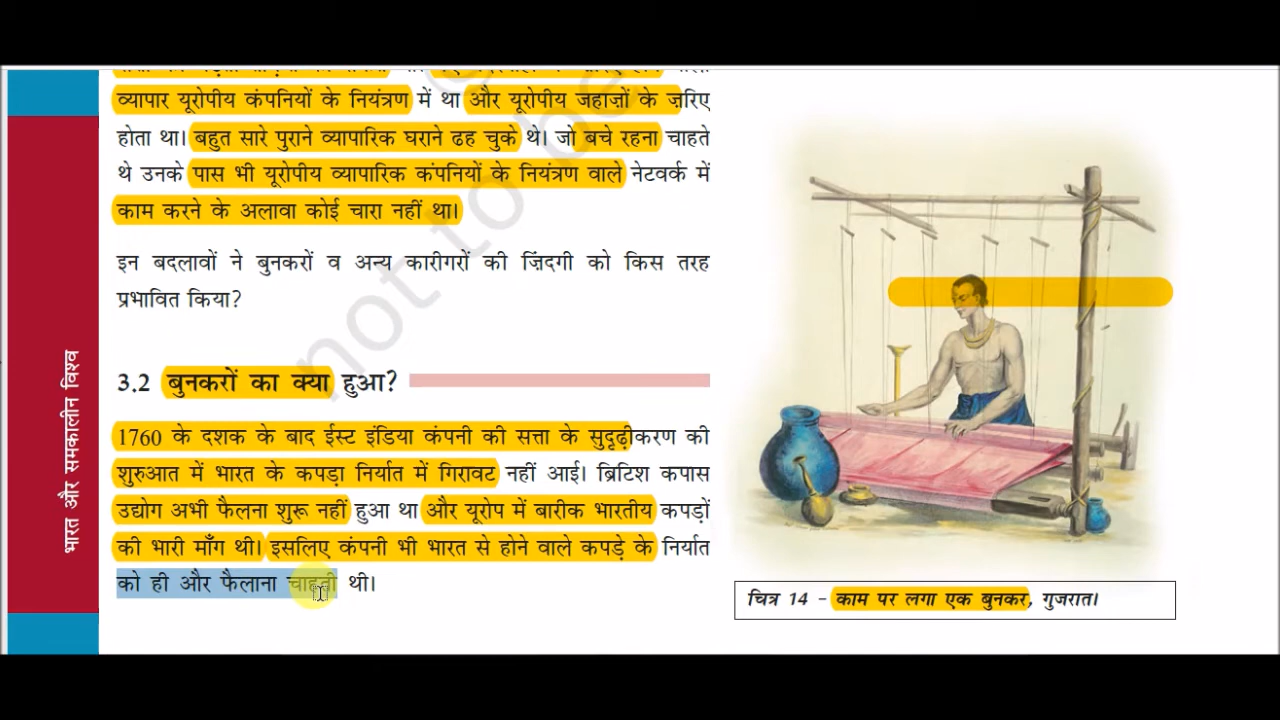 व्यापार यूरोपीय कंपनियों के नियंत्रण में था और यूरोपीय जहाज़ों के ज़रिए
होता था। बहुत सारे पुराने व्यापारिक घराने ढह चुके थे। जो बचे रहना चाहते
थे उनके पास भी यूरोपीय व्यापारिक कंपनियों के नियंत्रण वाले नेटवर्क में
काम करने के अलावा कोई चारा नहीं था।
इन बदलावों ने बुनकरों व अन्य कारीगरों की ज़िंदगी को किस तरह
प्रभावित किया?
3.2 बुनकरों का क्या हुआ?
1760 के दशक के बाद ईस्ट इंडिया कंपनी की सत्ता के सुदृढ़ीकरण की
शुरुआत में भारत के कपड़ा निर्यात में गिरावट नहीं आई। ब्रिटिश कपास
उद्योग अभी फैलना शुरू नहीं हुआ था और यूरोप में बारीक भारतीय कपड़ों
की भारी माँग थी। इसलिए कंपनी भी भारत से होने वाले कपड़े के निर्यात
को ही और फैलाना चाहती थी।
चित्र 14 – काम पर लगा एक बुनकर, गुजरात।
भारत और समकालीन विश्व
not to be